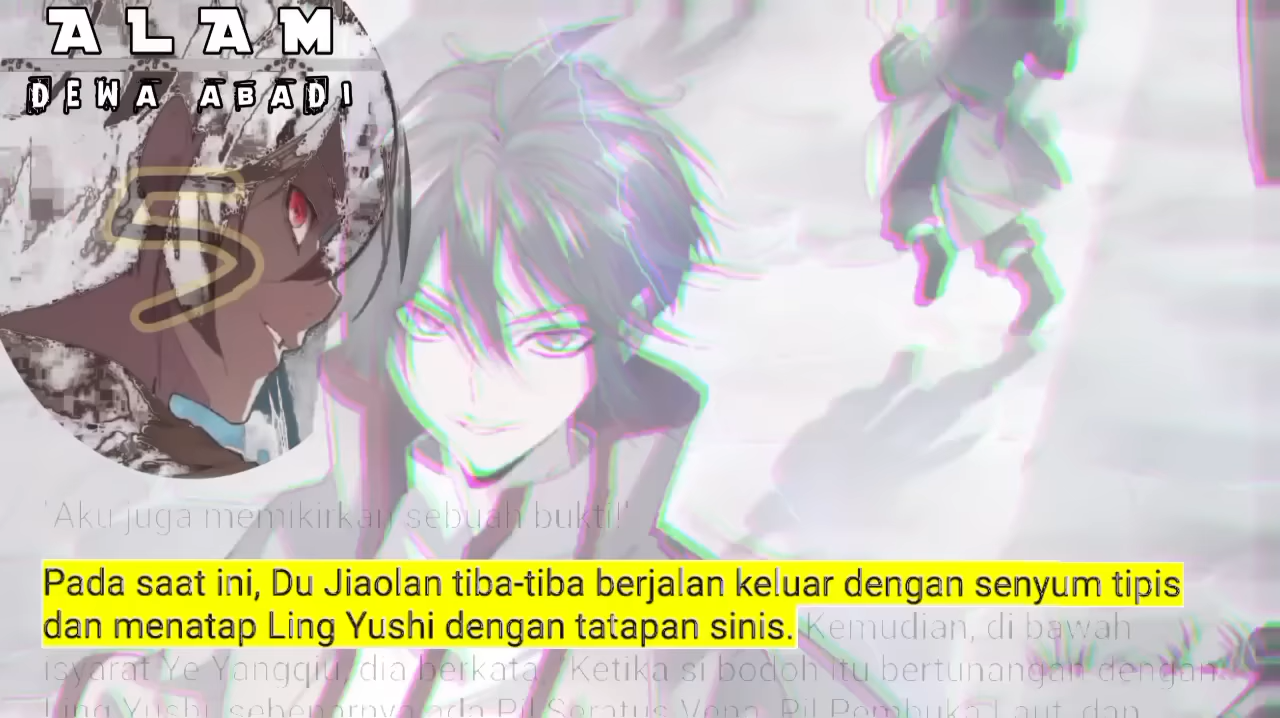 ALAM
DEWA ABADI
5
'Aku juga memikirkan sebuah bukti!'
Pada saat ini, Du Jiaolan tiba-tiba berjalan keluar dengan senyum tipis
dan menatap Ling Yushi dengan tatapan sinis. Kemudian, di bawah
isyarat Ye Yangqiu, dia berkata, "Ketika si bodoh itu bertunangan dengan
Ling Yushi, sebenarnya ada Pil Seratus Vena, Pil Pembuka Laut, dan